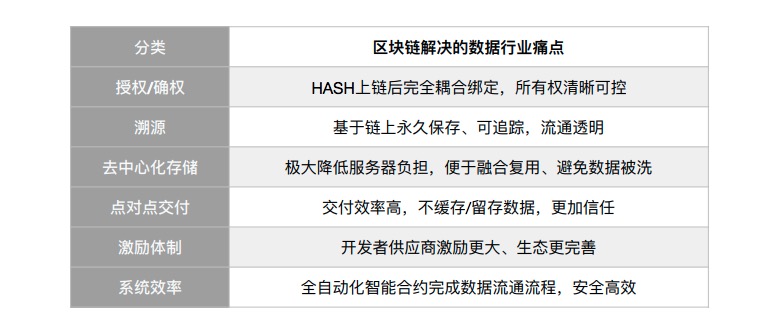 分类 区块链解决的数据行业痛点
授权/确权 HASH上链后完全耦合绑定，所有权清晰可控
溯源 基于链上永久保存、可追踪，流通透明
去中心化存储 极大降低服务器负担，便于融合复用、避免数据被洗
点对点交付 交付效率高，不缓存/留存数据，更加信任
激励体制 开发者供应商激励更大、生态更完善
系统效率 全自动化智能合约完成数据流通流程，安全高效